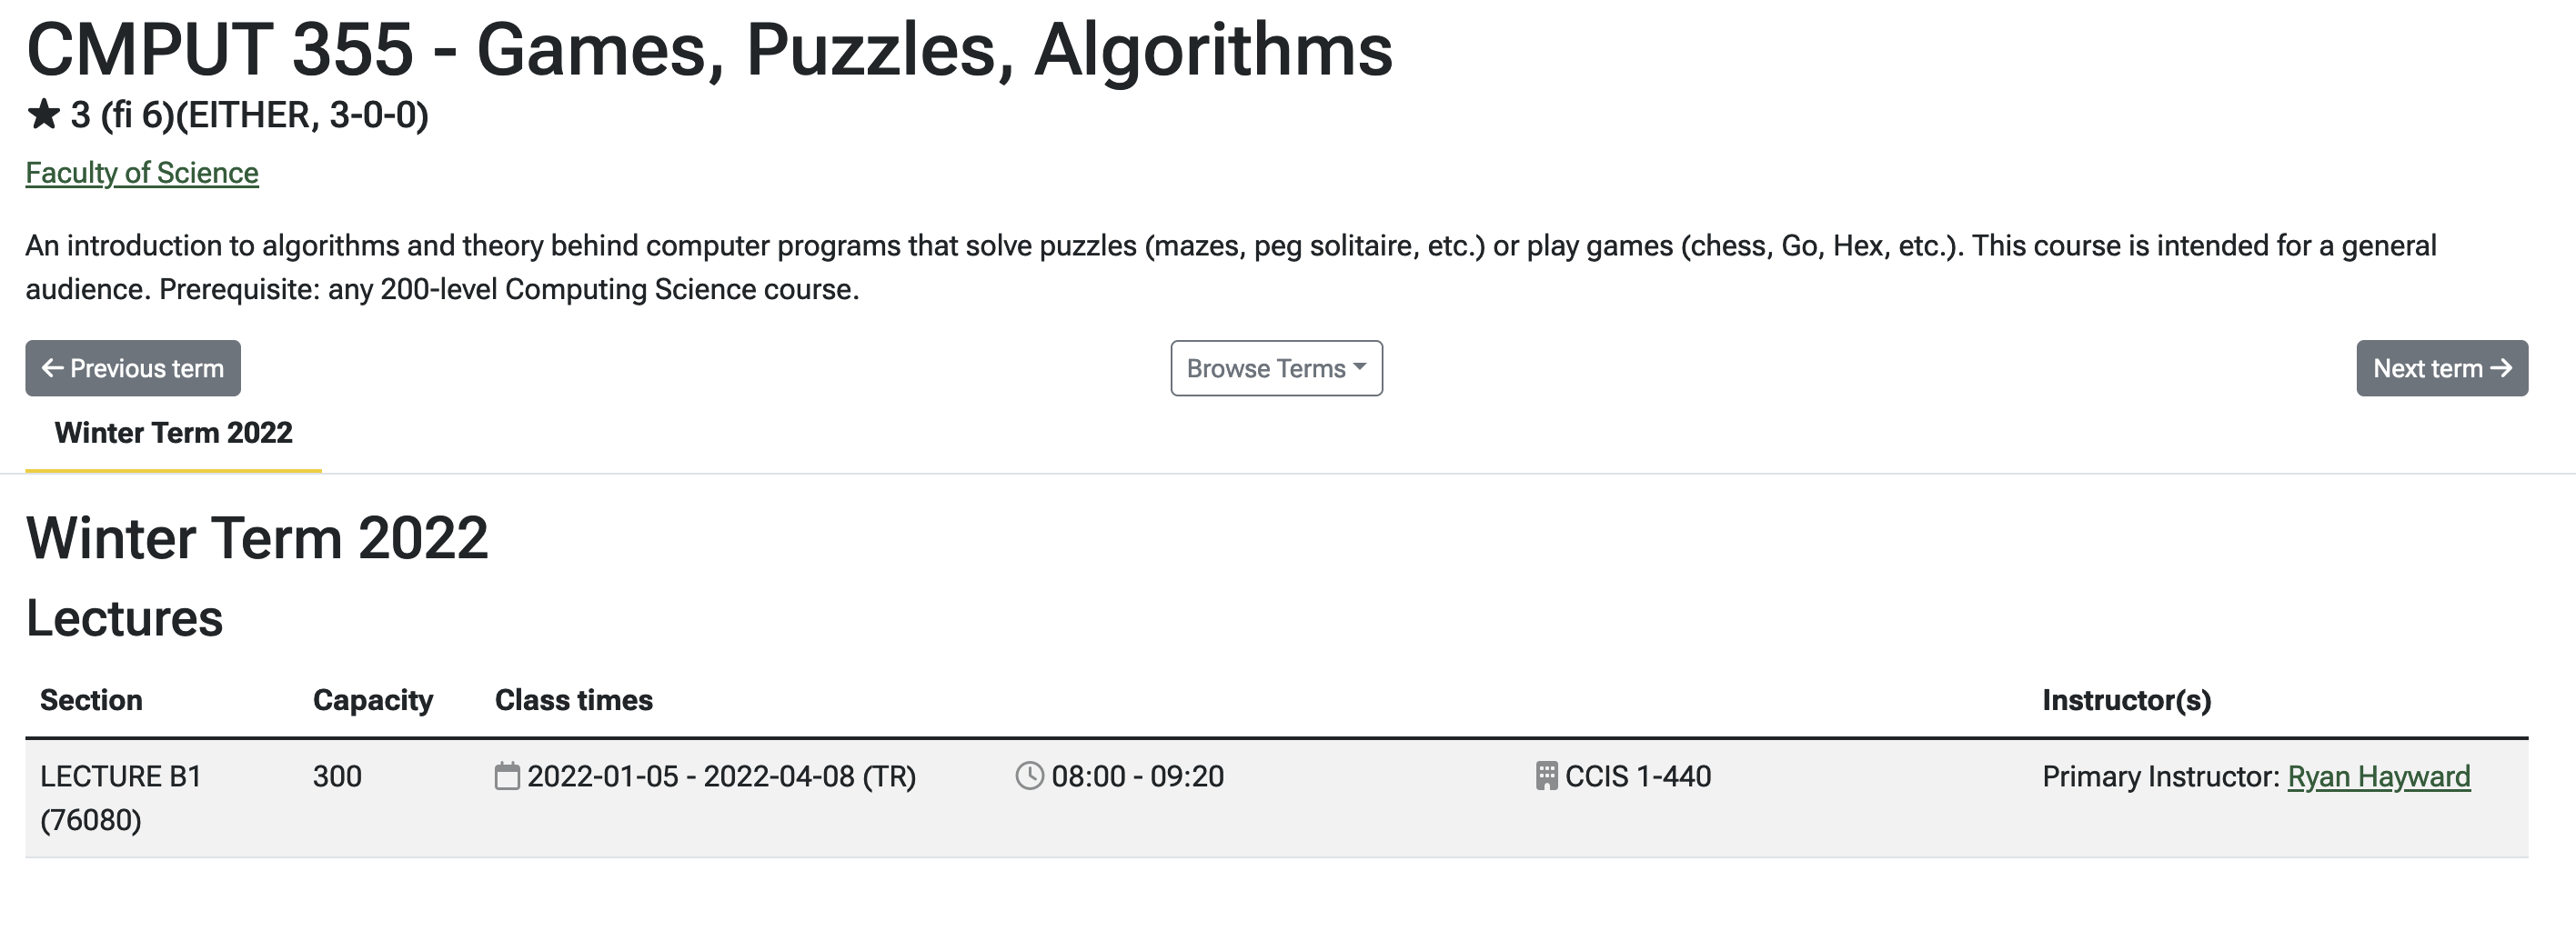 CMPUT 355 - Games, Puzzles, Algorithms
★ 3 (fi 6)(EITHER, 3-0-0)
Faculty of Science
An introduction to algorithms and theory behind computer programs that solve puzzles (mazes, peg solitaire, etc.) or play games (chess, Go, Hex, etc.). This course is intended for a general
audience. Prerequisite: any 200-level Computing Science course.
← Previous term
Browse Terms
Next term →
Winter Term 2022
Winter Term 2022
Lectures
Section Capacity Class times Instructor(s)
LECTURE B1 300 2022-01-05 - 2022-04-08 (TR) 08:00 - 09:20 CCIS 1-440 Primary Instructor: Ryan Hayward
(76080)